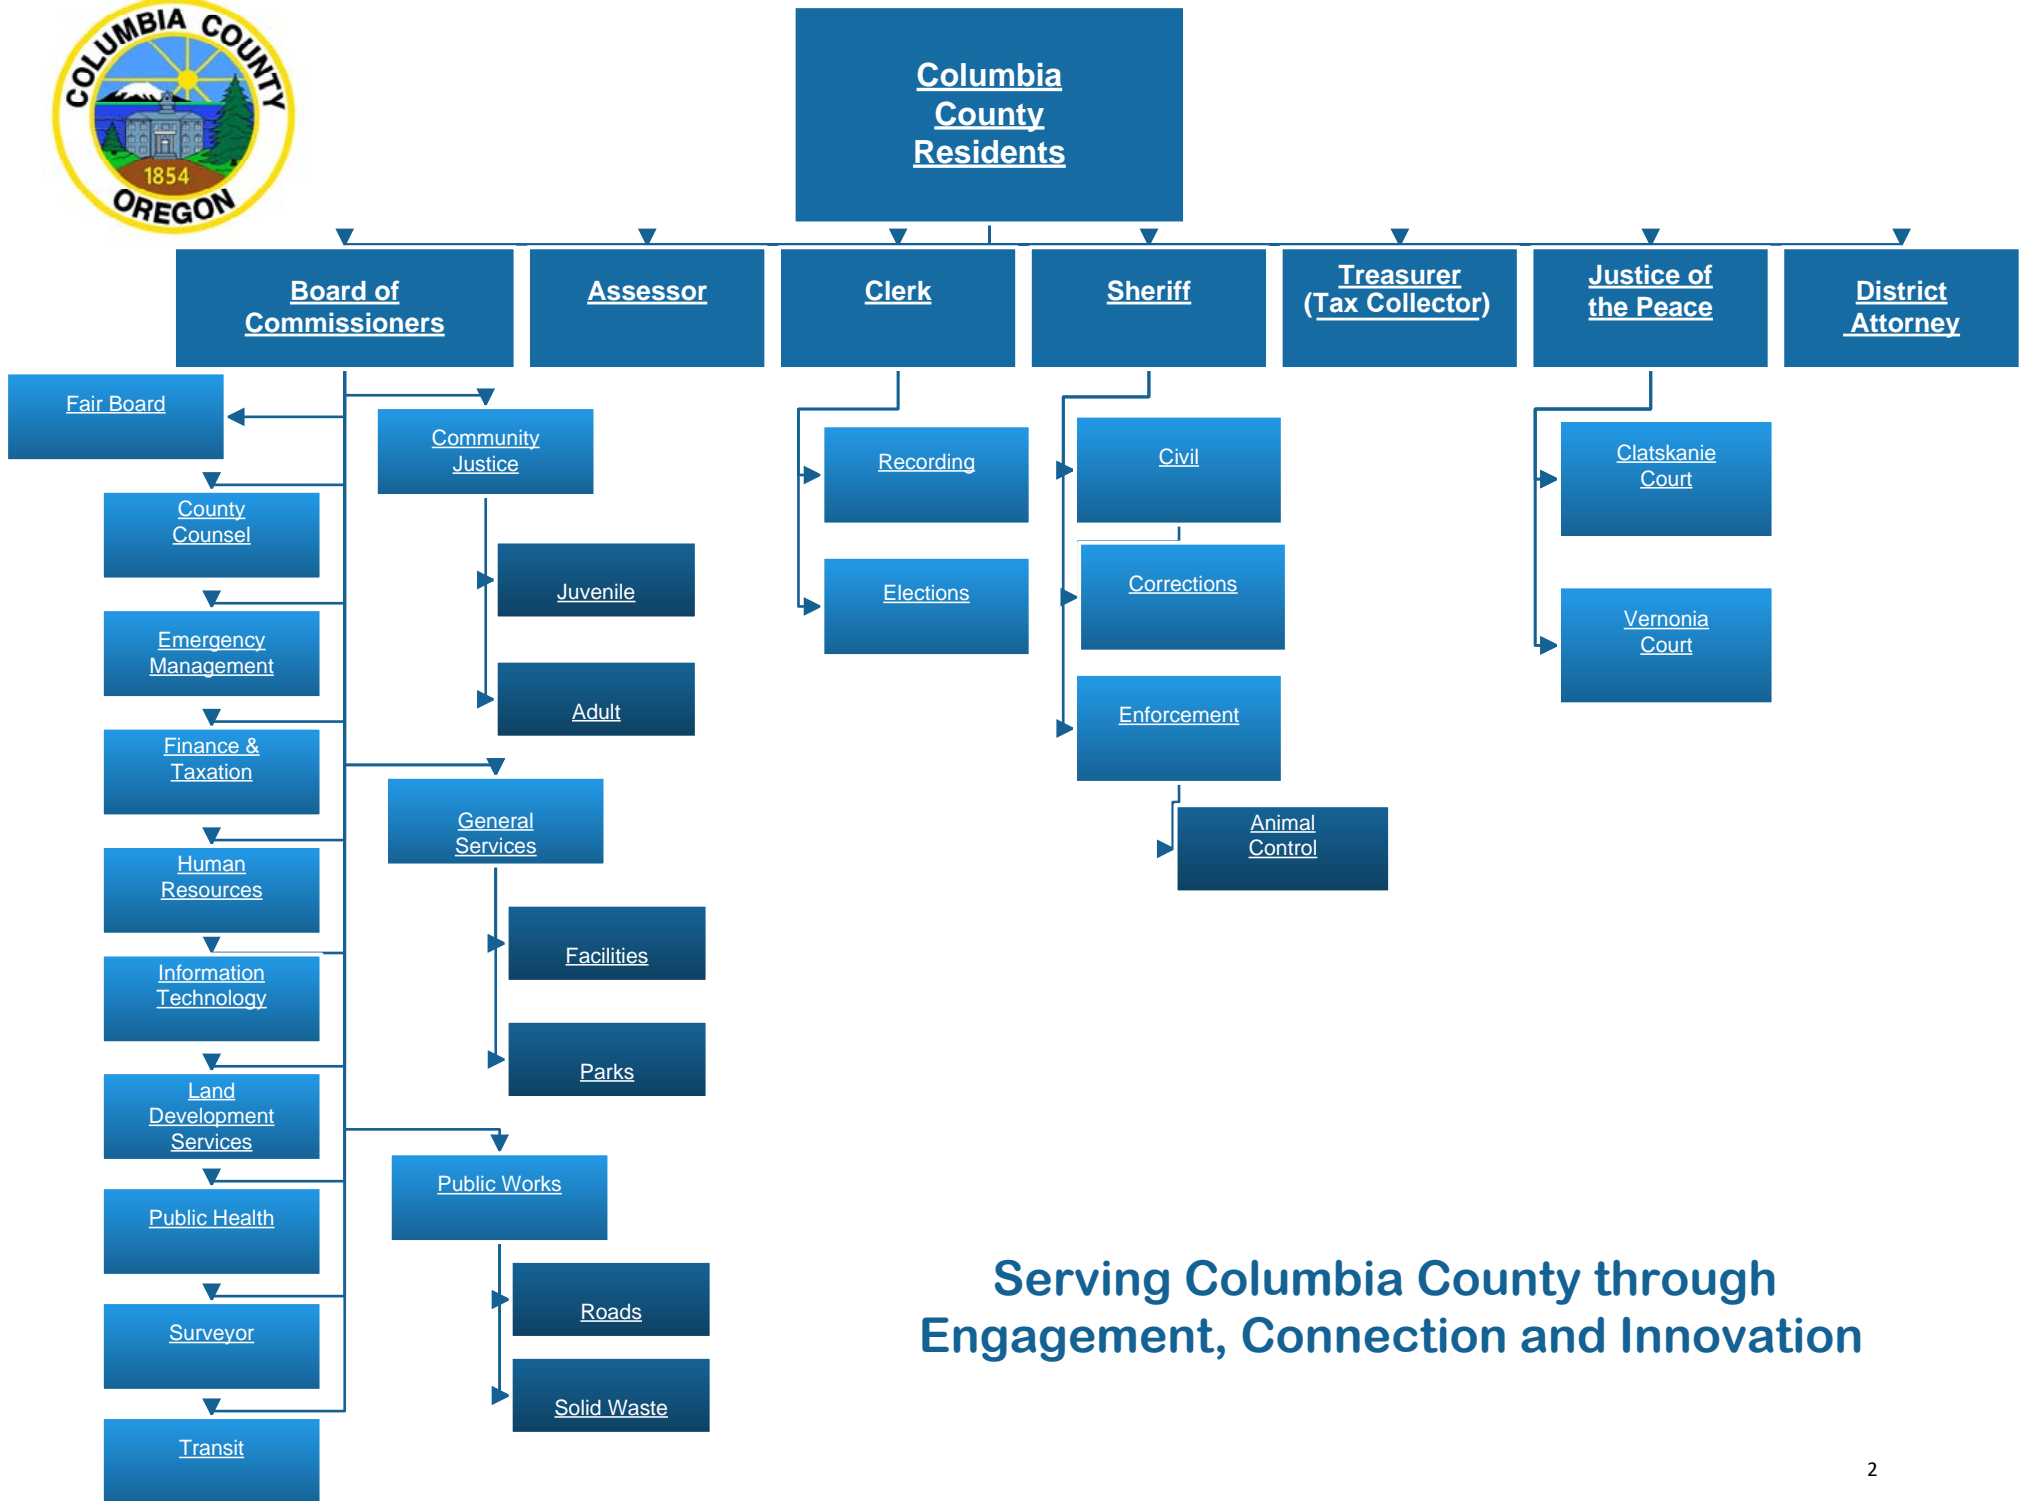 COLUMBIA COUNTY
1854
OREGON
Columbia
County
Residents
Board of
Commissioners
Assessor
Clerk
Sheriff
Treasurer
(Tax Collector)
Justice of
the Peace
District
Attorney
Fair Board
County
Counsel
Emergency
Management
Finance &
Taxation
Human
Resources
Information
Technology
Land
Development
Services
Public Health
Surveyor
Transit
Community
Justice
Juvenile
Adult
General
Services
Facilities
Parks
Public Works
Roads
Solid Waste
Recording
Elections
Civil
Corrections
Enforcement
Animal
Control
Clatskanie
Court
Vernonia
Court
Serving Columbia County through
Engagement, Connection and Innovation
2